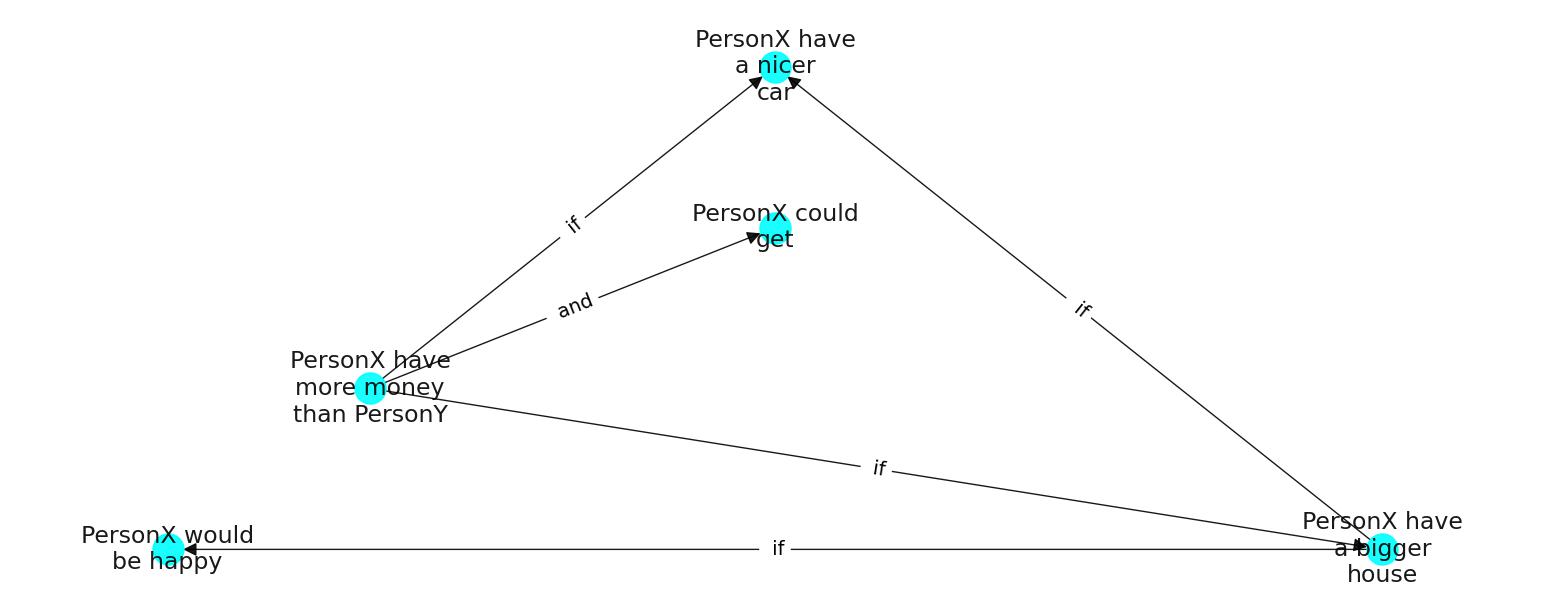 PersonX have
a nicer
car
PersonX could
get
if
and
if
PersonX have
more money
than PersonY
if
PersonX would
be happy
if
PersonX have
a bigger
house